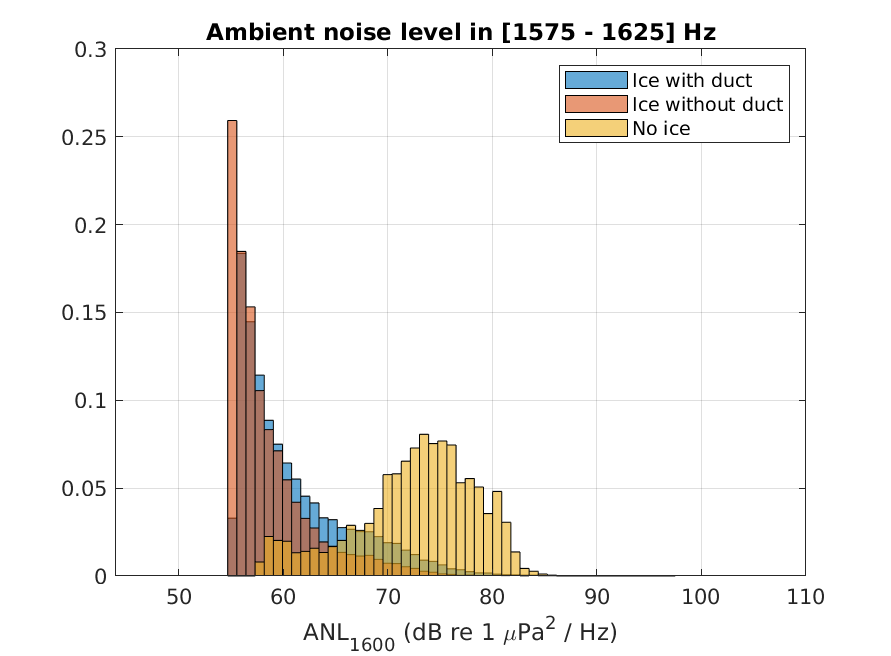 Ambient noise level in [1575 - 1625] Hz
0.3
0.25
0.2
0.15
0.1
0.05
0
Ice with duct
Ice without duct
No ice
50 60 70 80 90 100 110
ANL₁₆₀₀ (dB re 1 μPa² / Hz)